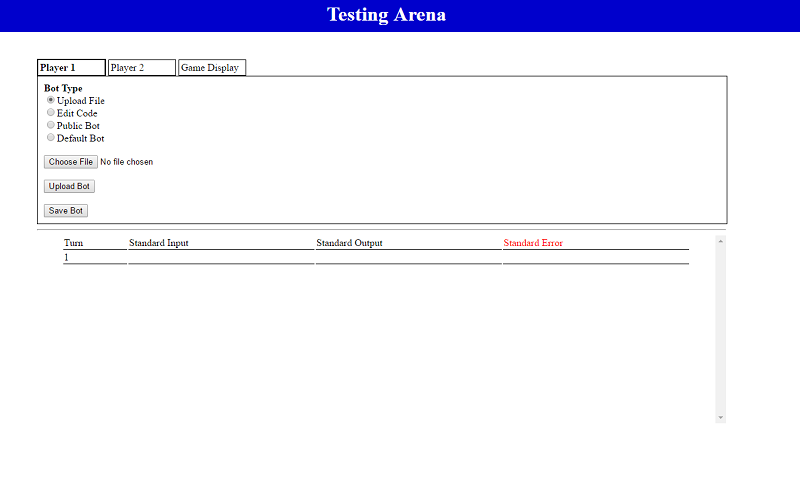 Testing Arena
Player 1 Player 2 Game Display
Bot Type
Upload File
Edit Code
Public Bot
Default Bot
Choose File No file chosen
Upload Bot
Save Bot
Turn Standard Input Standard Output Standard Error
1